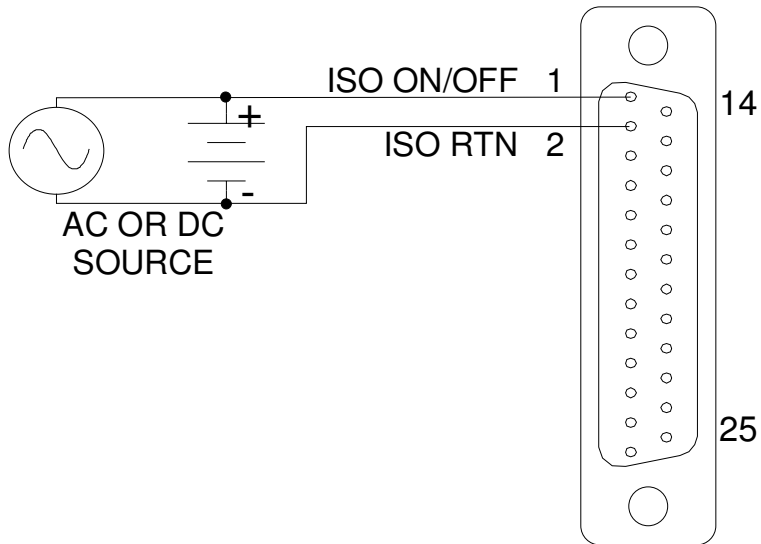 ISO ON/OFF 1
14
+
ISO RTN 2
-
AC OR DC
SOURCE
25